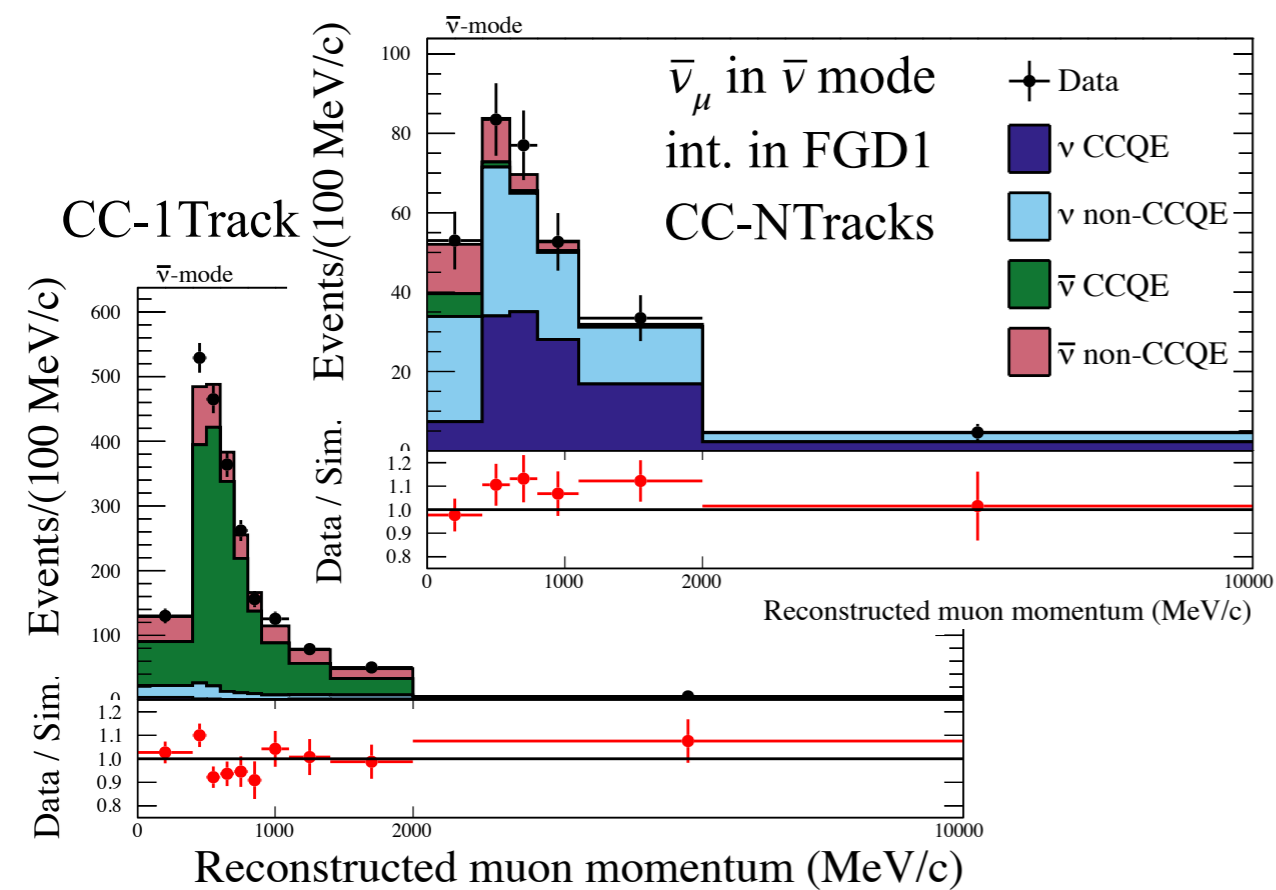 ν̅-mode
100
80
60
40
20
0
Events/(100 MeV/c)
ν̅μ in ν̅ mode
int. in FGD1
CC-NTracks
Data
ν CCQE
ν non-CCQE
ν̅ CCQE
ν̅ non-CCQE
Data / Sim.
1.2
1.1
1.0
0.9
0.8
0 1000 2000 10000
Reconstructed muon momentum (MeV/c)
CC-1Track
ν̅-mode
600
500
400
300
200
100
0
Events/(100 MeV/c)
Data / Sim.
1.2
1.1
1.0
0.9
0.8
0 1000 2000 10000
Reconstructed muon momentum (MeV/c)